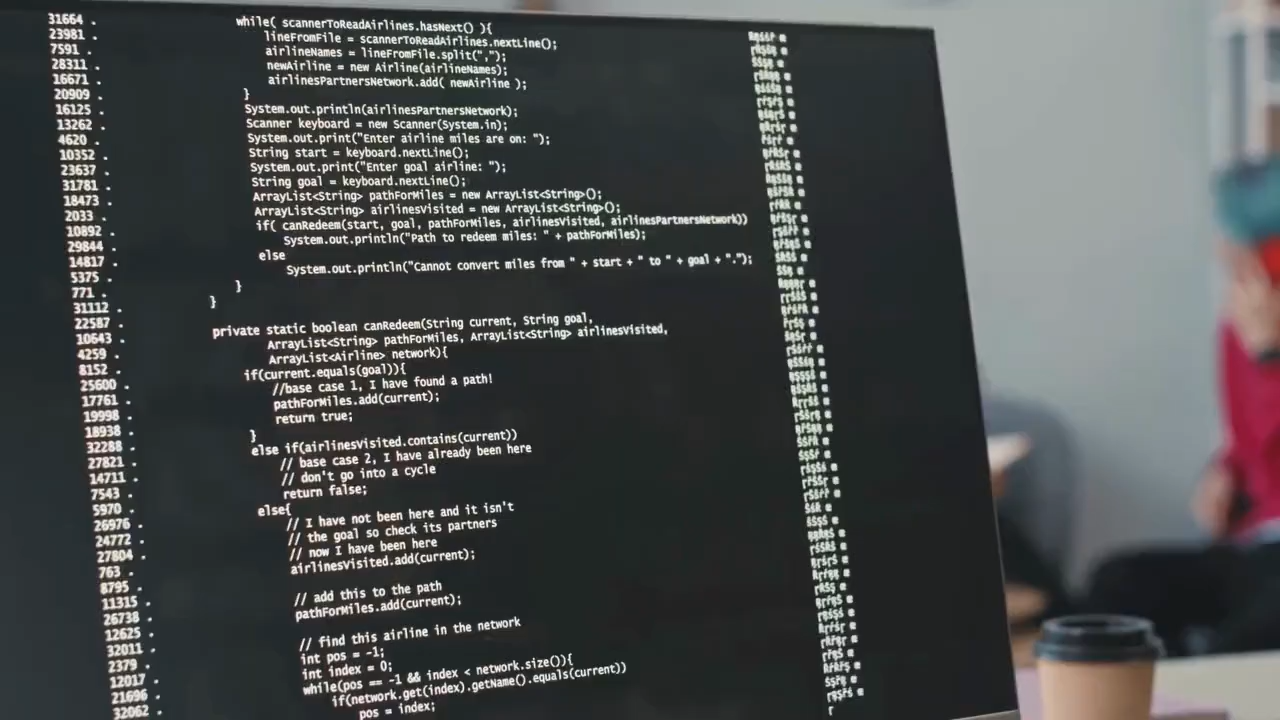 31664 .
23981 .
7591 .
28311 .
16671 .
20909 .
16125 .
13262 .
4620 .
10352 .
23637 .
31781 .
18473 .
2033 .
10892 .
29844 .
14817 .
5375 .
771 .
31112 .
22587 .
10643 .
4259 .
8152 .
25600 .
17761 .
19998 .
18938 .
32288 .
27821 .
14711 .
7543 .
5970 .
26976 .
24772 .
27804 .
763 .
8795 .
11315 .
26738 .
12625 .
32011 .
2379 .
12017 .
21696 .
32062 .
while( scannerToReadAirlines.hasNext() ){
lineFromFile = scannerToReadAirlines.nextLine();
airlineNames = lineFromFile.split(",");
newAirline = new Airline(airlineNames);
airlinesPartnersNetwork.add( newAirline );
}
System.out.println(airlinesPartnersNetwork);
Scanner keyboard = new Scanner(System.in);
System.out.print("Enter airline miles are on: ");
String start = keyboard.nextLine();
System.out.print("Enter goal airline: ");
String goal = keyboard.nextLine();
ArrayList<String> pathForMiles = new ArrayList<String>();
ArrayList<String> airlinesVisited = new ArrayList<String>();
if( canRedeem(start, goal, pathForMiles, airlinesVisited, airlinesPartnersNetwork))
System.out.println("Path to redeem miles: " + pathForMiles);
else
System.out.println("Cannot convert miles from " + start + " to " + goal + ".");
}
}
private static boolean canRedeem(String current, String goal,
ArrayList<String> pathForMiles, ArrayList<String> airlinesVisited,
ArrayList<Airline> network){
if(current.equals(goal)){
//base case 1, I have found a path!
pathForMiles.add(current);
return true;
}
else if(airlinesVisited.contains(current))
// base case 2, I have already been here
// don't go into a cycle
return false;
else{
// I have not been here and it isn't
// the goal so check its partners
// now I have been here
airlinesVisited.add(current);
// add this to the path
pathForMiles.add(current);
// find this airline in the network
int pos = -1;
int index = 0;
while(pos == -1 && index < network.size()){
if(network.get(index).getName().equals(current))
pos = index;